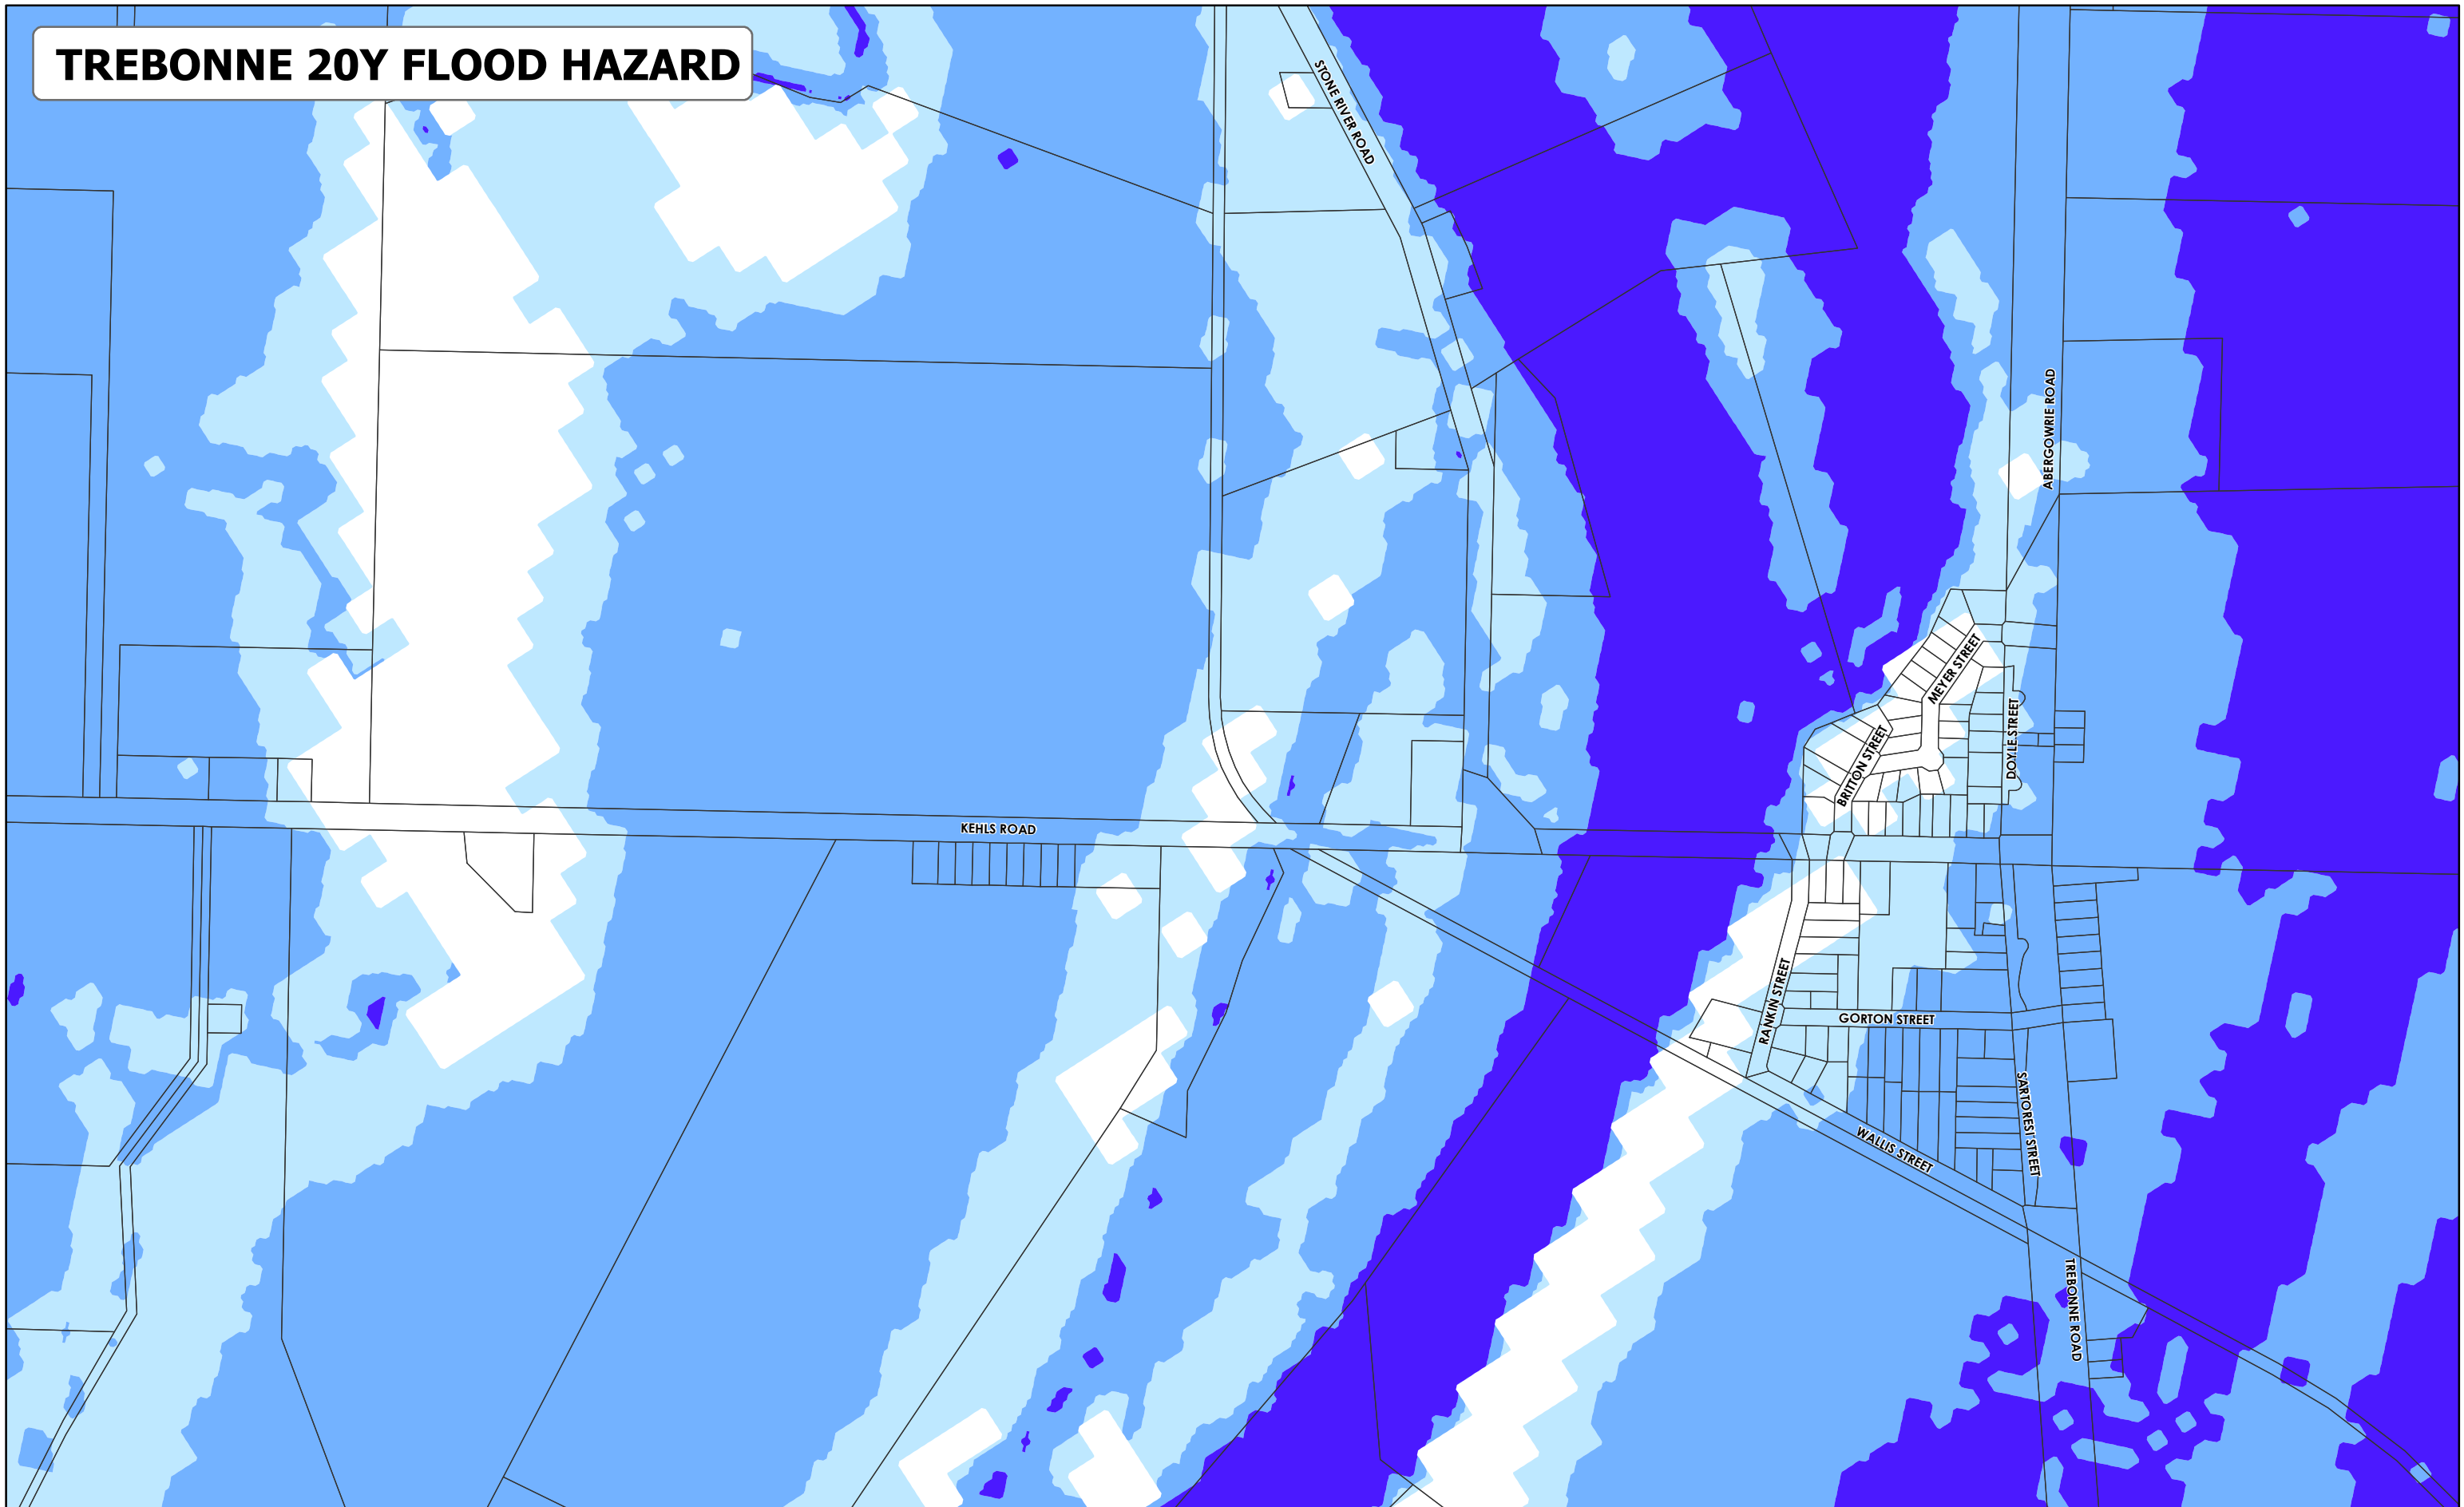 TREBONNE 20Y FLOOD HAZARD
STONE RIVER ROAD
ABERGOWRIE ROAD
MEYER STREET
DOYLE STREET
BRITTON STREET
KEHLS ROAD
RANKIN STREET
GORTON STREET
SARTORESI STREET
WALLIS STREET
TREBONNE ROAD